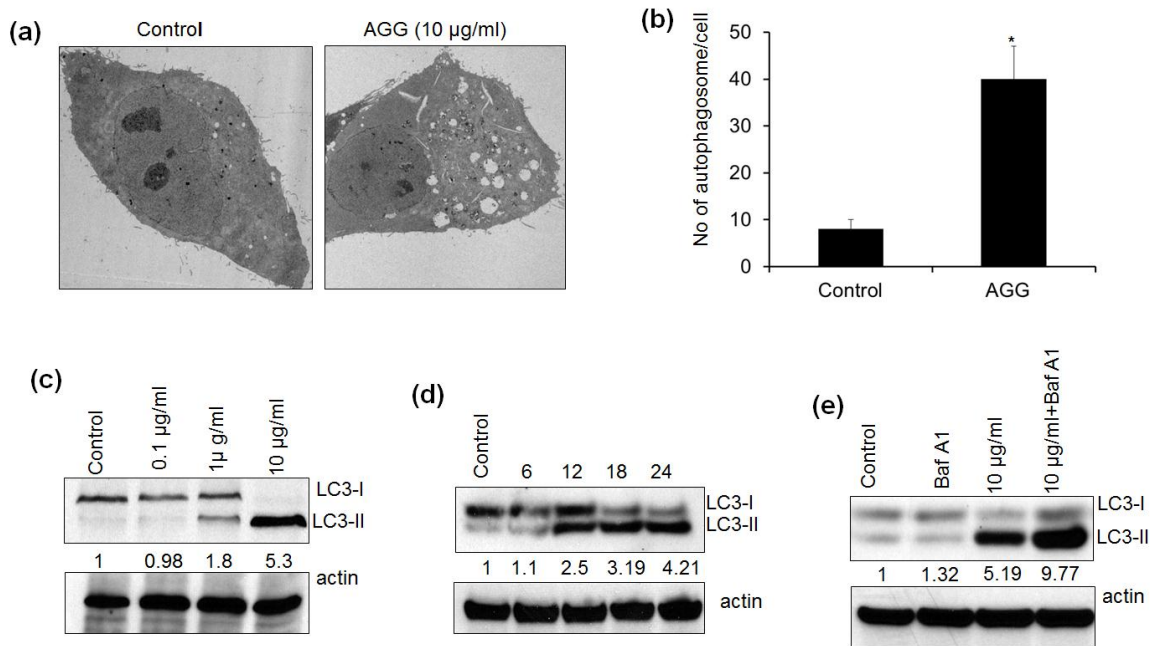 (a)
Control
AGG (10 µg/ml)
(b)
No of autophagosome/cell
50
40
30
20
10
0
*
Control
AGG
(c)
Control
0.1 µg/ml
1µ g/ml
10 µg/ml
LC3-I
LC3-II
1 0.98 1.8 5.3
actin
(d)
Control
6 12 18 24
LC3-I
LC3-II
1 1.1 2.5 3.19 4.21
actin
(e)
Control
Baf A1
10 µg/ml
10 µg/ml+Baf A1
LC3-I
LC3-II
1 1.32 5.19 9.77
actin